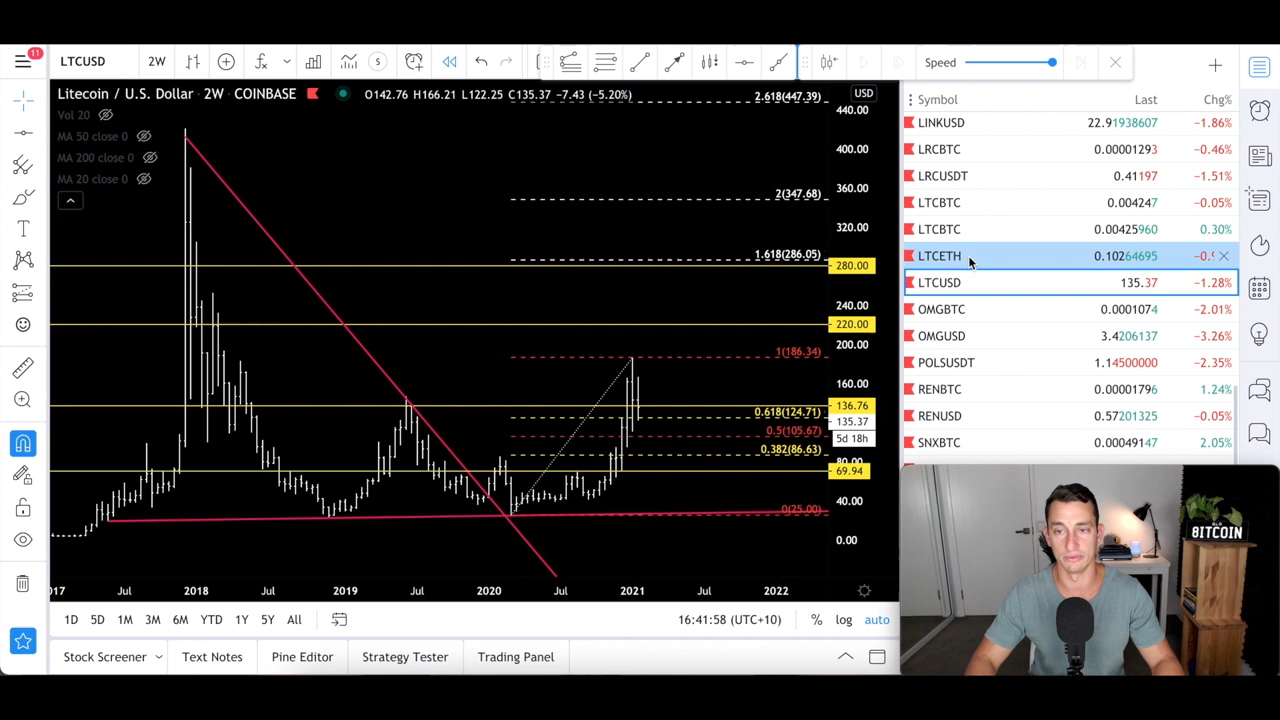 11
LTCUSD
2W
S
Speed
Litecoin / U.S. Dollar · 2W · COINBASE
O142.76 H166.21 L122.25 C135.37 −7.43 (−5.20%)
USD
Vol 20
MA 50 close 0
MA 200 close 0
MA 20 close 0
2.618(447.39)
2(347.68)
1.618(286.05)
1(186.34)
0.618(124.71)
0.5(105.67)
0.382(86.63)
0(25.00)
440.00
400.00
360.00
320.00
280.00
240.00
220.00
200.00
160.00
136.76
135.37
5d 18h
80.00
69.94
40.00
0.00
017
Jul
2018
Jul
2019
Jul
2020
Jul
2021
Jul
2022
1D 5D 1M 3M 6M YTD 1Y 5Y All
16:41:58 (UTC+10)
% log auto
Stock Screener
Text Notes
Pine Editor
Strategy Tester
Trading Panel
Symbol Last Chg%
LINKUSD 22.91938607 −1.86%
LRCBTC 0.00001293 −0.46%
LRCUSDT 0.41197 −1.51%
LTCBTC 0.004247 −0.05%
LTCBTC 0.00425960 0.30%
LTCETH 0.10264695
LTCUSD 135.37 −1.28%
OMGBTC 0.0001074 −2.01%
OMGUSD 3.4206137 −3.26%
POLSUSDT 1.14500000 −2.35%
RENBTC 0.00001796 1.24%
RENUSD 0.57201325 −0.05%
SNXBTC 0.00049147 2.05%
BITCOIN